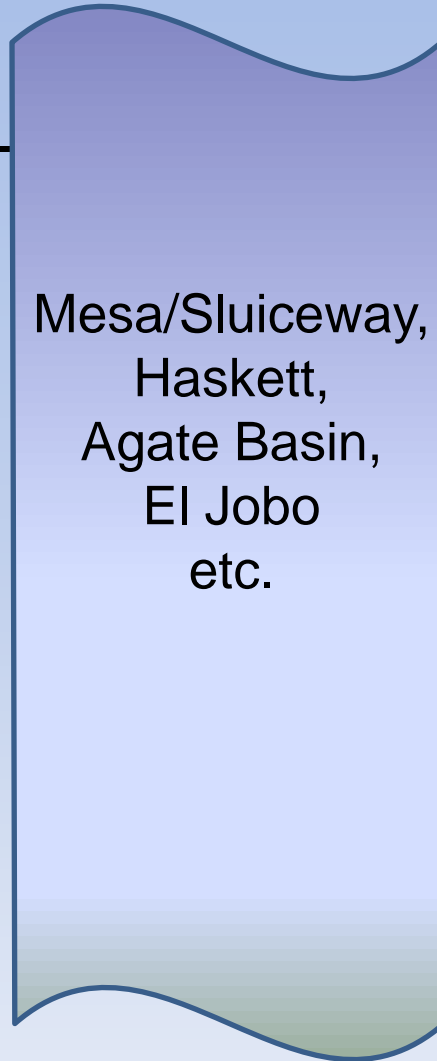 Mesa/Sluiceway,
Haskett,
Agate Basin,
El Jobo
etc.